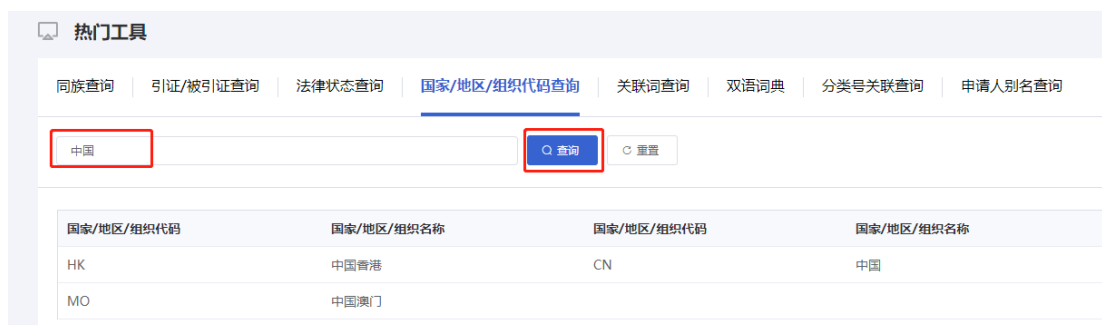 热门工具
同族查询 引证/被引证查询 法律状态查询 国家/地区/组织代码查询 关联词查询 双语词典 分类号关联查询 申请人别名查询
中国 查询 重置
国家/地区/组织代码 国家/地区/组织名称 国家/地区/组织代码 国家/地区/组织名称
HK 中国香港 CN 中国
MO 中国澳门